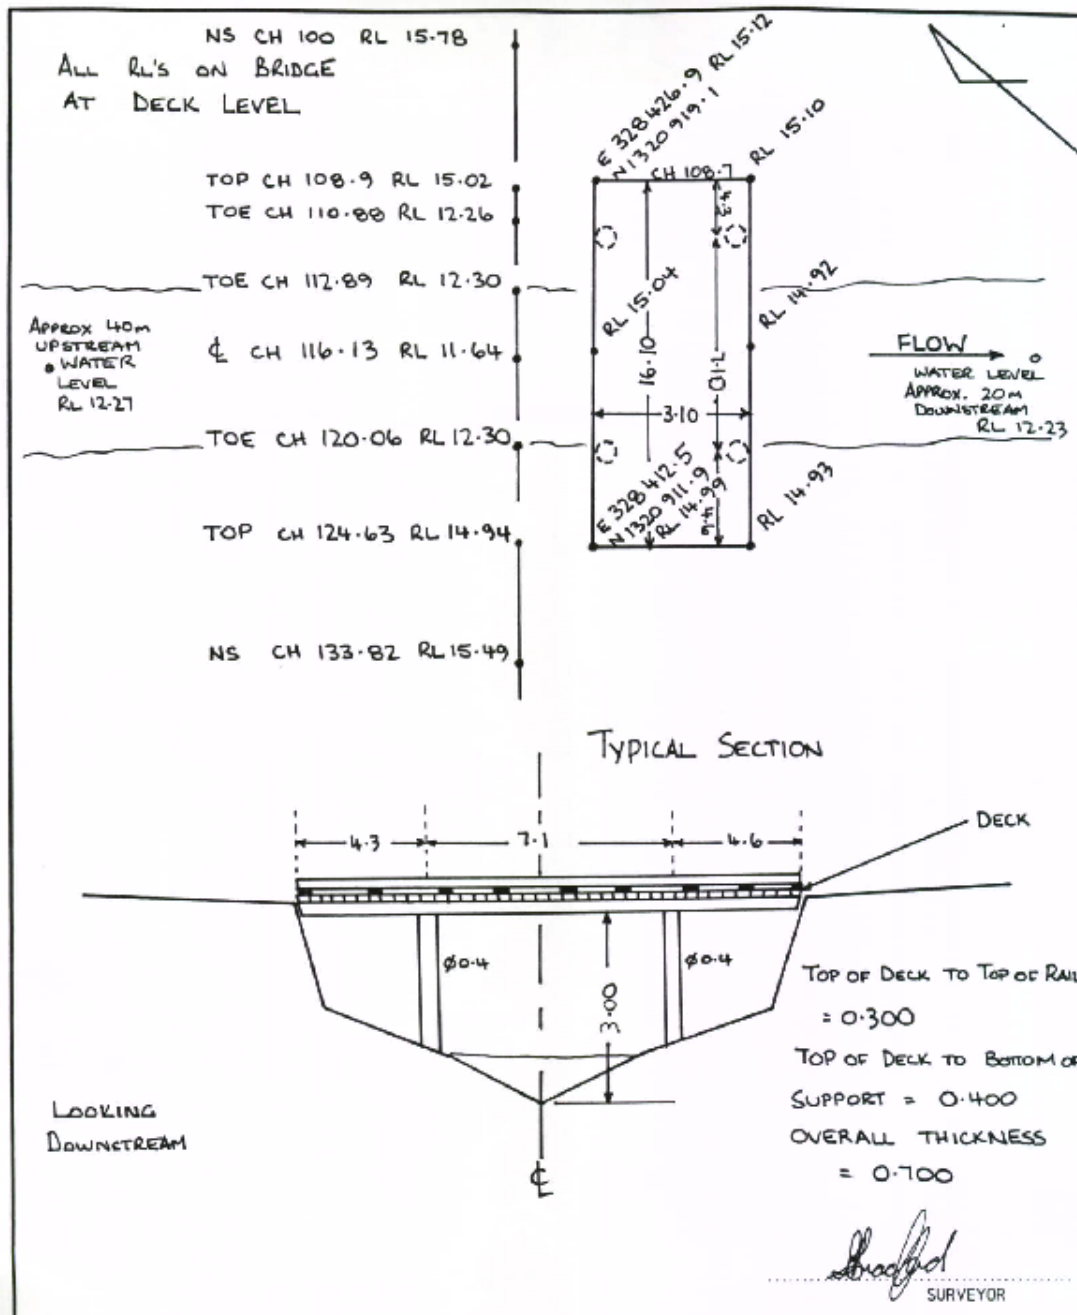 NS CH 100 RL 15.78
ALL RL'S ON BRIDGE
AT DECK LEVEL
E 328 426.9 RL 15.12
N 1320 919.1
RL 15.10
CH 108.7
TOP CH 108.9 RL 15.02
TOE CH 110.88 RL 12.26
4.3
TOE CH 112.89 RL 12.30
RL 15.04
RL 14.92
APPROX 40m
UPSTREAM
WATER
LEVEL
RL 12.27
℄ CH 116.13 RL 11.64
16.10
7.10
FLOW
WATER LEVEL
APPROX. 20m
DOWNSTREAM
RL 12.23
3.10
TOE CH 120.06 RL 12.30
E 328 412.5
N 1320 911.9
RL 14.99
4.6
RL 14.93
TOP CH 124.63 RL 14.94
NS CH 133.82 RL 15.49
TYPICAL SECTION
4.3
7.1
4.6
DECK
ø0.4
ø0.4
3.00
TOP OF DECK TO TOP OF RAIL
= 0.300
TOP OF DECK TO BOTTOM OF
SUPPORT = 0.400
OVERALL THICKNESS
= 0.700
LOOKING
DOWNSTREAM
℄
SURVEYOR